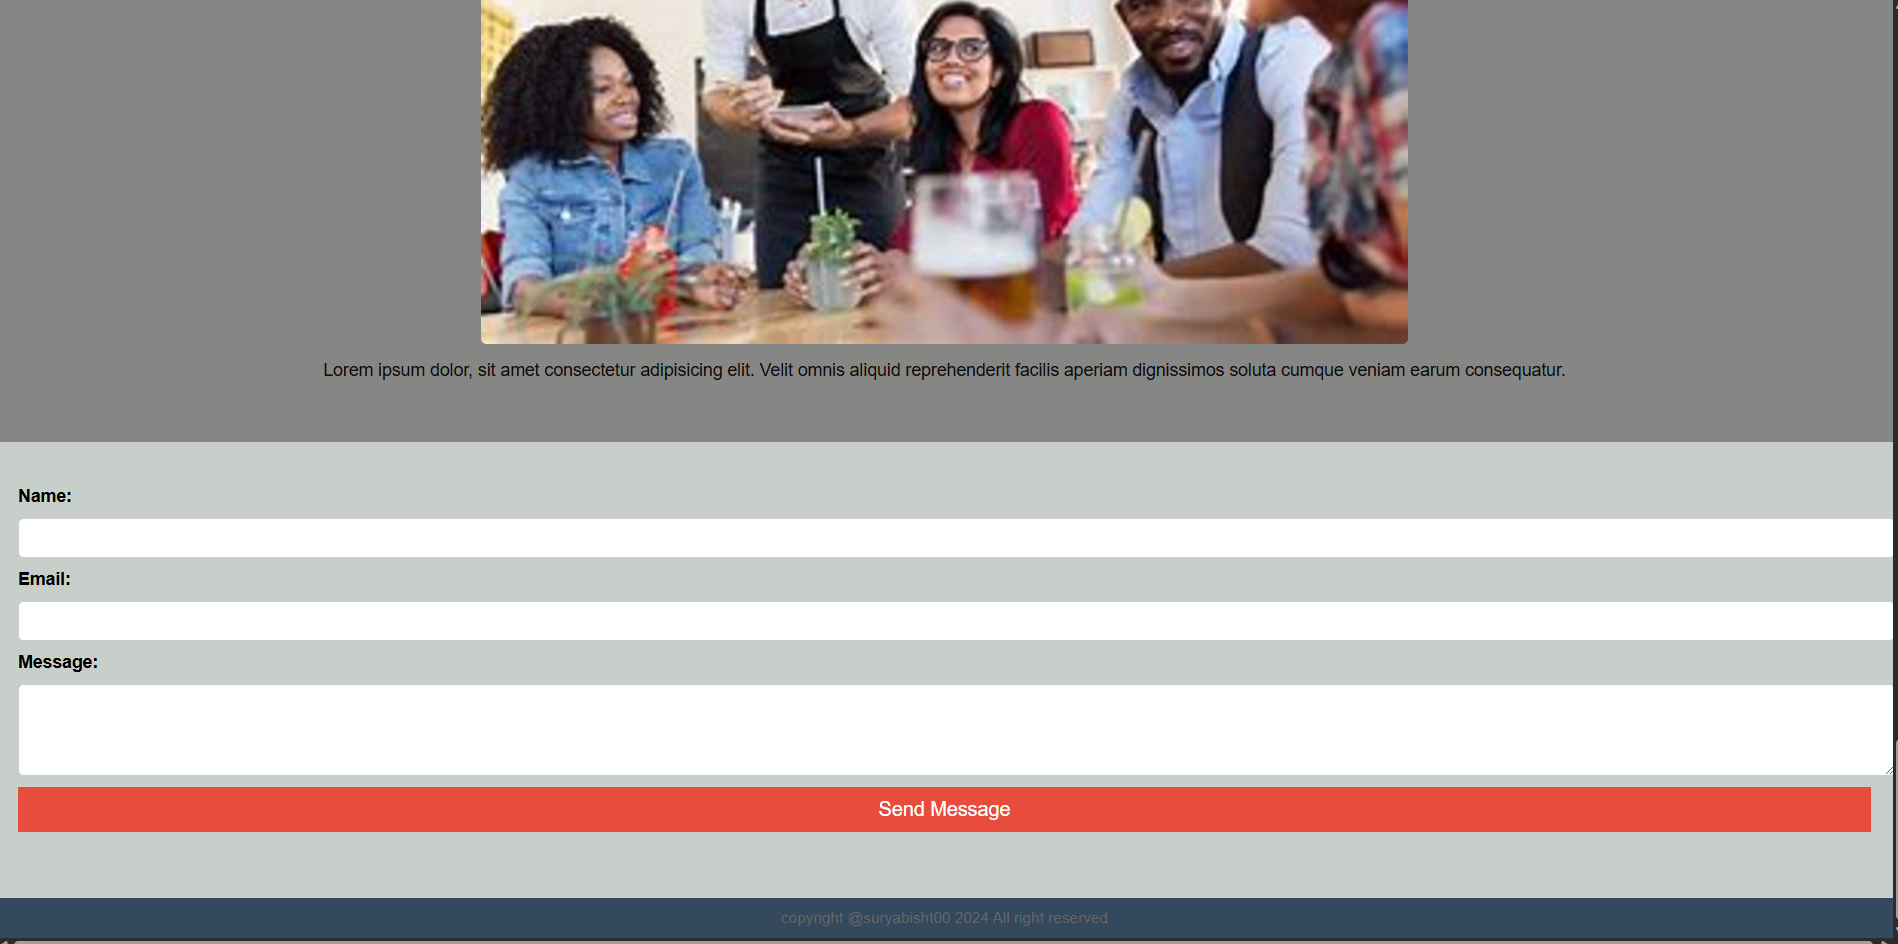 Lorem ipsum dolor, sit amet consectetur adipisicing elit. Velit omnis aliquid reprehenderit facilis aperiam dignissimos soluta cumque veniam earum consequatur.
Name:
Email:
Message:
Send Message
copyright @suryabisht00 2024 All right reserved